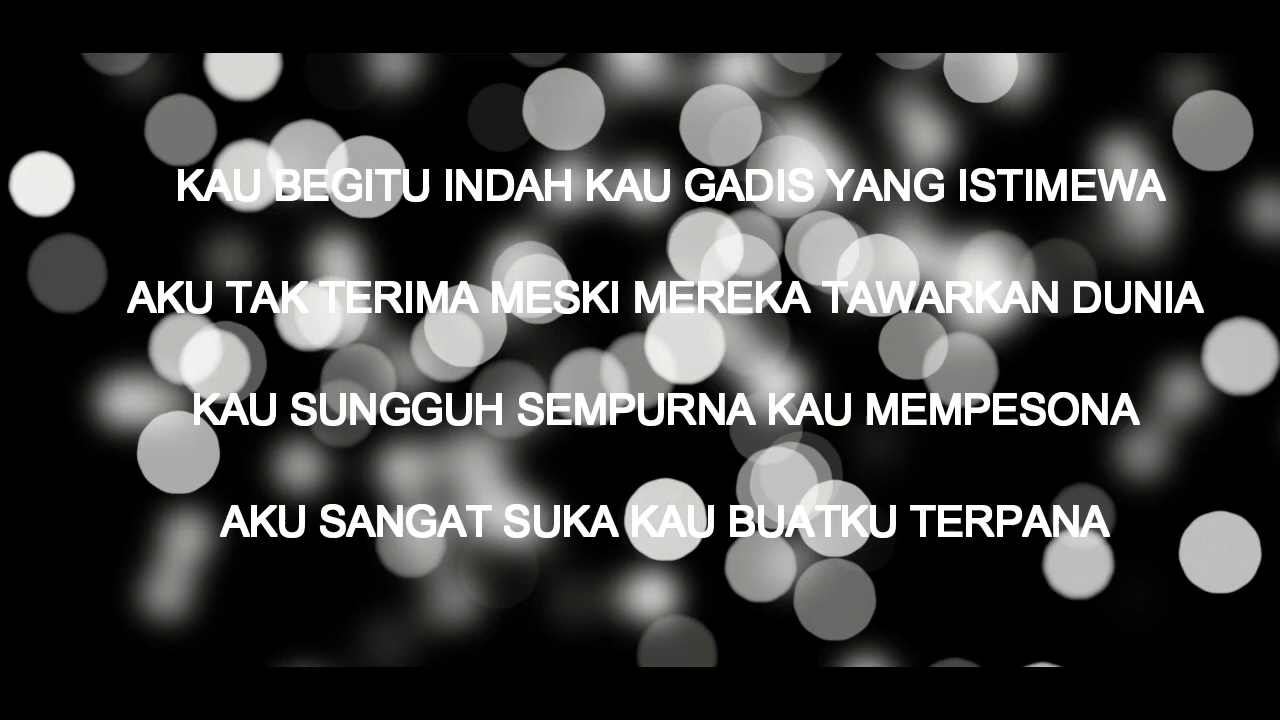 KAU BEGITU INDAH KAU GADIS YANG ISTIMEWA
AKU TAK TERIMA MESKI MEREKA TAWARKAN DUNIA
KAU SUNGGUH SEMPURNA KAU MEMPESONA
AKU SANGAT SUKA KAU BUATKU TERPANA